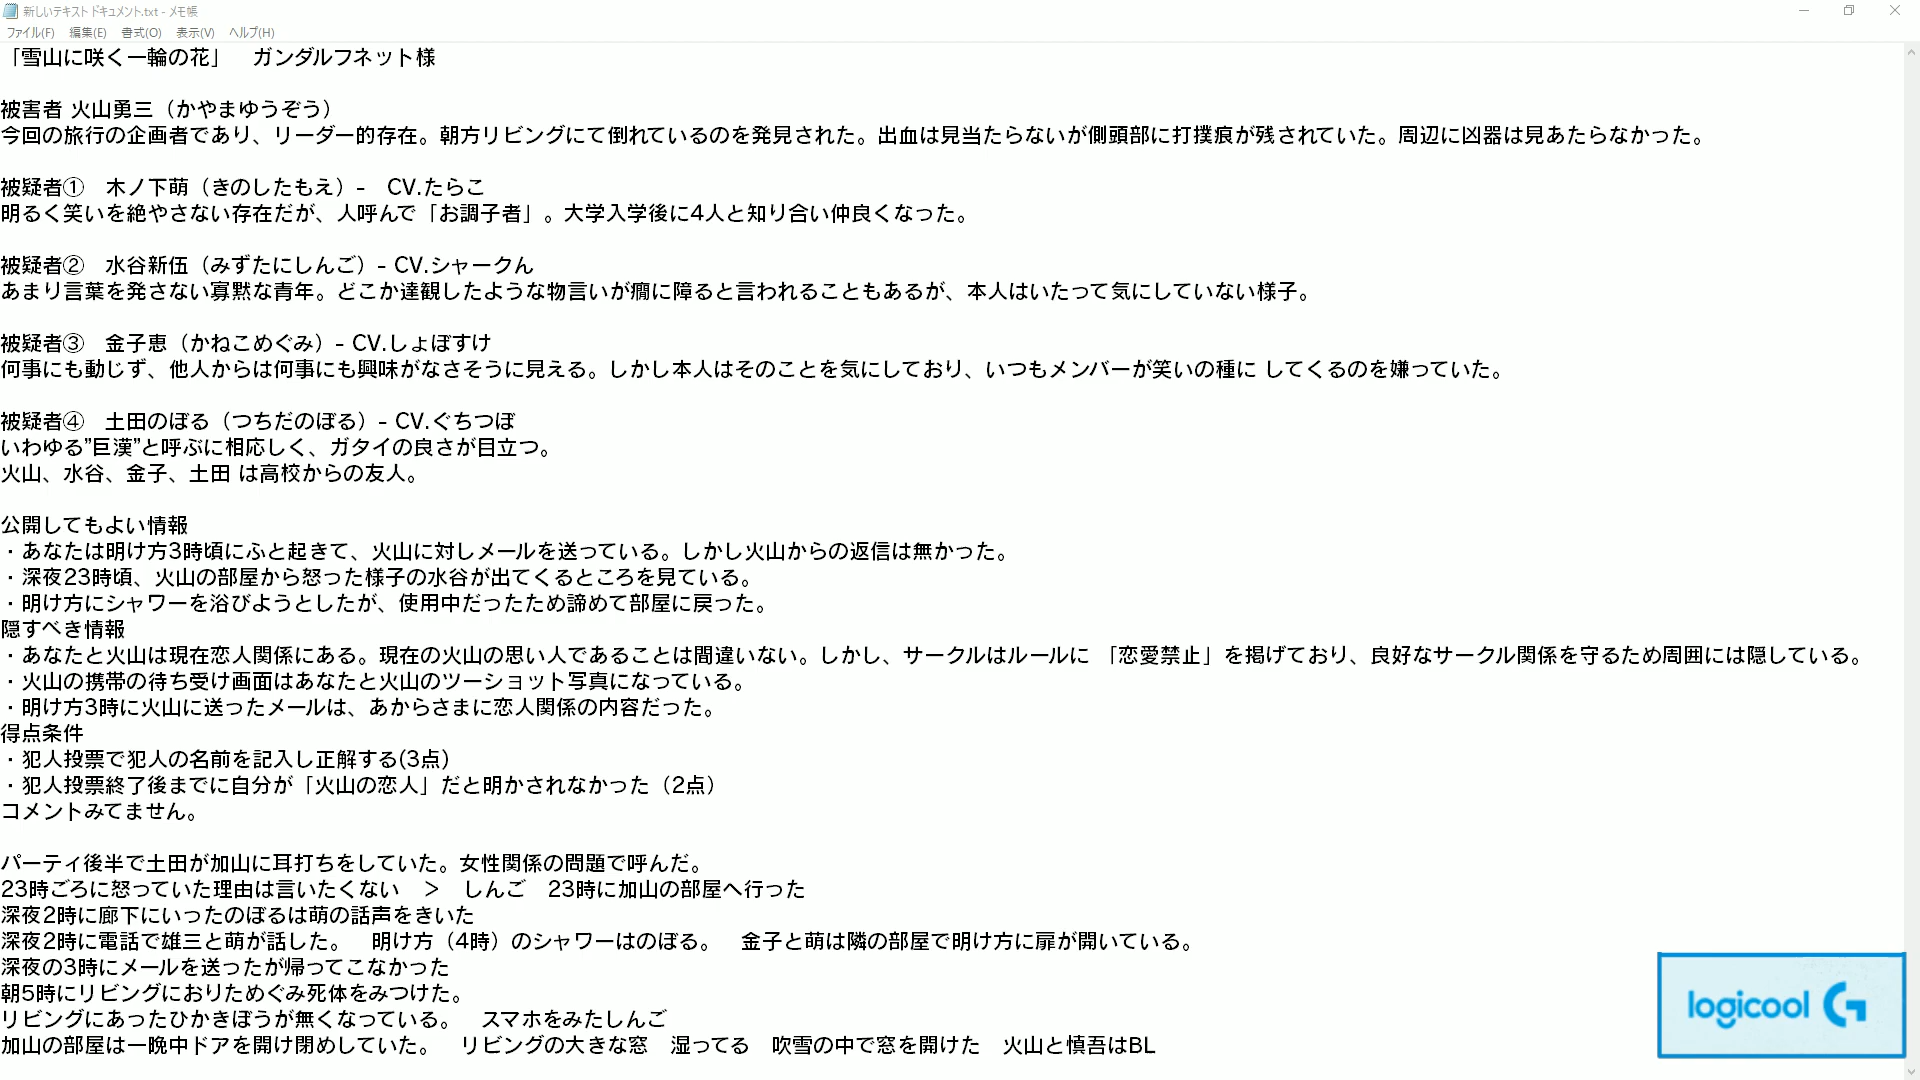 新しいテキスト ドキュメント.txt - メモ帳
ファイル(F) 編集(E) 書式(O) 表示(V) ヘルプ(H)
「雪山に咲く一輪の花」　ガンダルフネット様
被害者 火山勇三（かやまゆうぞう）
今回の旅行の企画者であり、リーダー的存在。朝方リビングにて倒れているのを発見された。出血は見当たらないが側頭部に打撲痕が残されていた。周辺に凶器は見あたらなかった。
被疑者①　木ノ下萌（きのしたもえ）-　CV.たらこ
明るく笑いを絶やさない存在だが、人呼んで「お調子者」。大学入学後に4人と知り合い仲良くなった。
被疑者②　水谷新伍（みずたにしんご）- CV.シャークん
あまり言葉を発さない寡黙な青年。どこか達観したような物言いが癇に障ると言われることもあるが、本人はいたって気にしていない様子。
被疑者③　金子恵（かねこめぐみ）- CV.しょぼすけ
何事にも動じず、他人からは何事にも興味がなさそうに見える。しかし本人はそのことを気にしており、いつもメンバーが笑いの種に してくるのを嫌っていた。
被疑者④　土田のぼる（つちだのぼる）- CV.ぐちつぼ
いわゆる”巨漢”と呼ぶに相応しく、ガタイの良さが目立つ。
火山、水谷、金子、土田 は高校からの友人。
公開してもよい情報
・あなたは明け方3時頃にふと起きて、火山に対しメールを送っている。しかし火山からの返信は無かった。
・深夜23時頃、火山の部屋から怒った様子の水谷が出てくるところを見ている。
・明け方にシャワーを浴びようとしたが、使用中だったため諦めて部屋に戻った。
隠すべき情報
・あなたと火山は現在恋人関係にある。現在の火山の思い人であることは間違いない。しかし、サークルはルールに 「恋愛禁止」を掲げており、良好なサークル関係を守るため周囲には隠している。
・火山の携帯の待ち受け画面はあなたと火山のツーショット写真になっている。
・明け方3時に火山に送ったメールは、あからさまに恋人関係の内容だった。
得点条件
・犯人投票で犯人の名前を記入し正解する(3点)
・犯人投票終了後までに自分が「火山の恋人」だと明かされなかった（2点）
コメントみてません。
パーティ後半で土田が加山に耳打ちをしていた。女性関係の問題で呼んだ。
23時ごろに怒っていた理由は言いたくない　＞　しんご　23時に加山の部屋へ行った
深夜2時に廊下にいったのぼるは萌の話声をきいた
深夜2時に電話で雄三と萌が話した。　明け方（4時）のシャワーはのぼる。　金子と萌は隣の部屋で明け方に扉が開いている。
深夜の3時にメールを送ったが帰ってこなかった
朝5時にリビングにおりためぐみ死体をみつけた。
リビングにあったひかきぼうが無くなっている。　スマホをみたしんご
加山の部屋は一晩中ドアを開け閉めしていた。　リビングの大きな窓　湿ってる　吹雪の中で窓を開けた　火山と慎吾はBL
logicool G